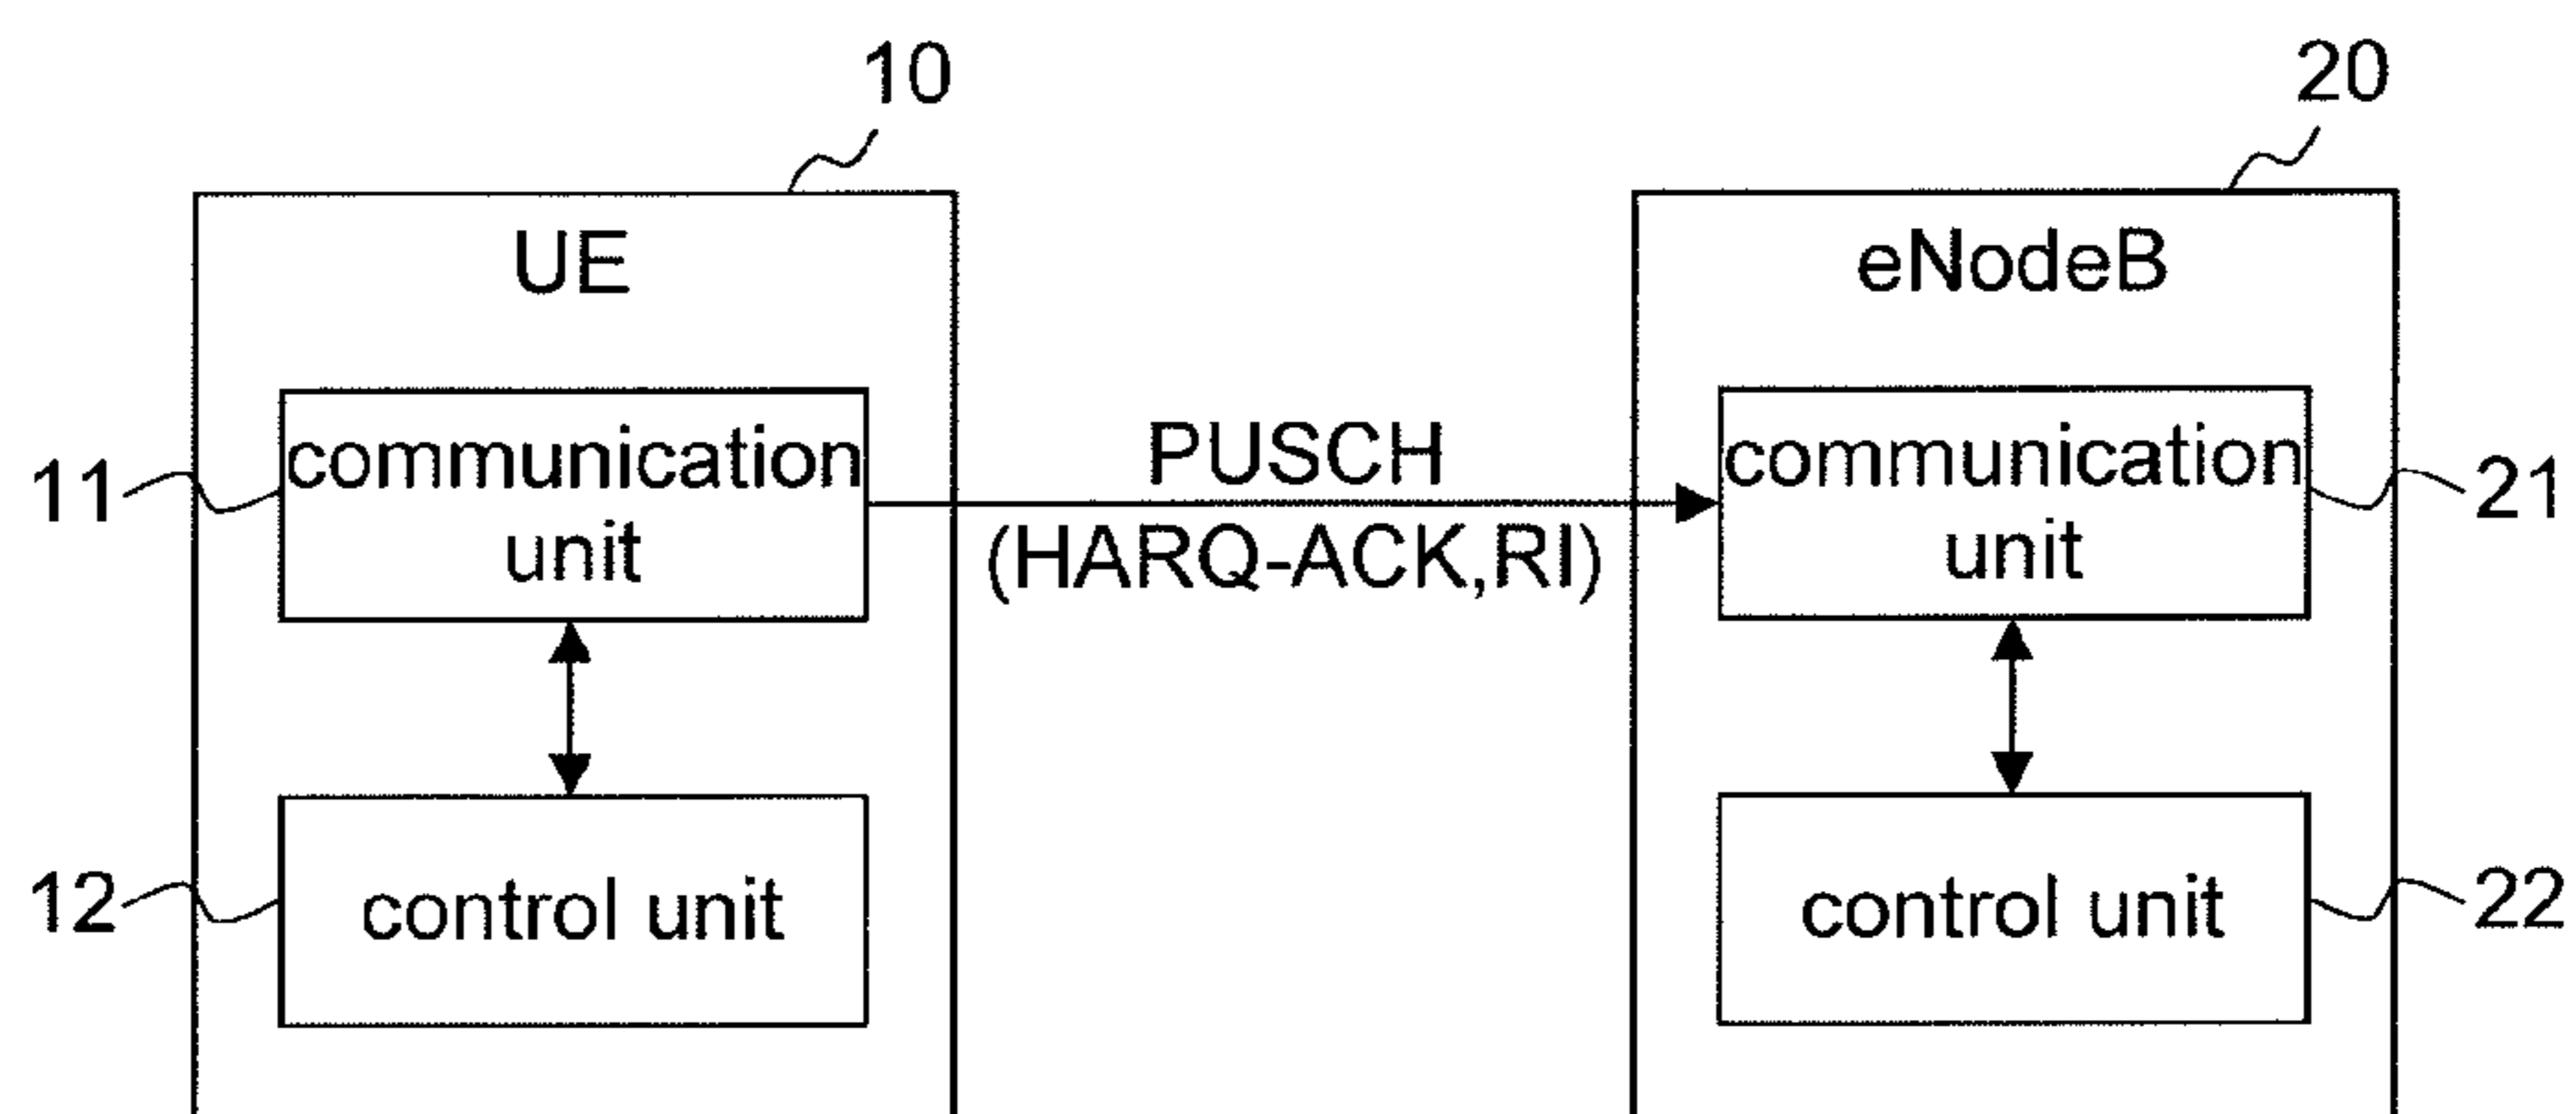 10
20
UE
eNodeB
11
communication
unit
PUSCH
(HARQ-ACK,RI)
communication
unit
21
12
control unit
control unit
22